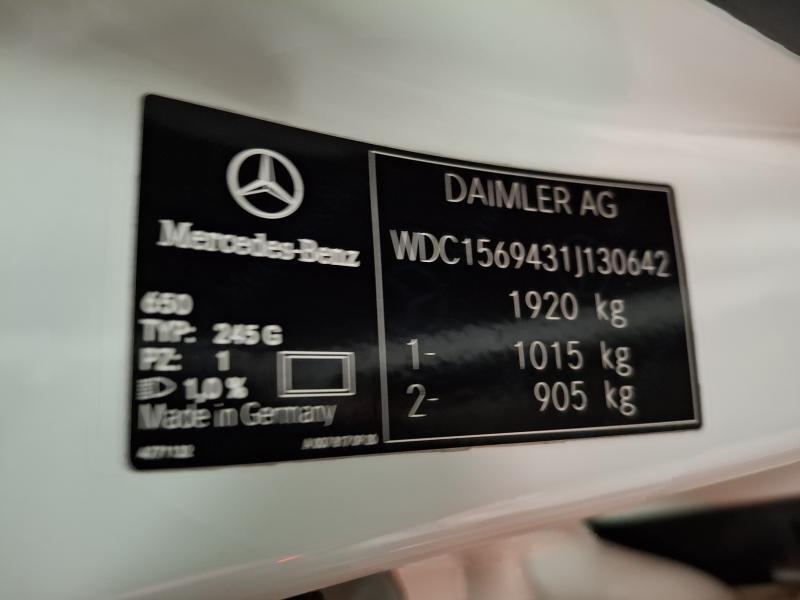 Mercedes-Benz
650
TYP: 245 G
PZ: 1
1,0 %
Made in Germany
DAIMLER AG
WDC1569431J130642
1920 kg
1- 1015 kg
2- 905 kg